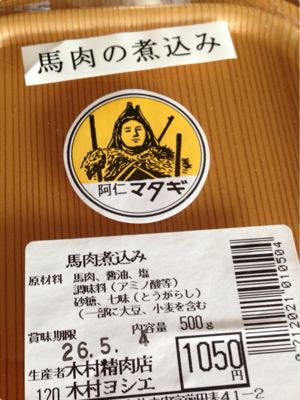 馬肉の煮込み
阿仁マタギ
馬肉煮込み
原材料 馬肉、醬油、塩
調味料(アミノ酸等)
砂糖、七味(とうがらし)
(一部に大豆、小麦を含む)
賞味期限 内容量 500g
26.5. 4
1050円
生産者 木村精肉店
120 木村ヨシエ
0212021010504